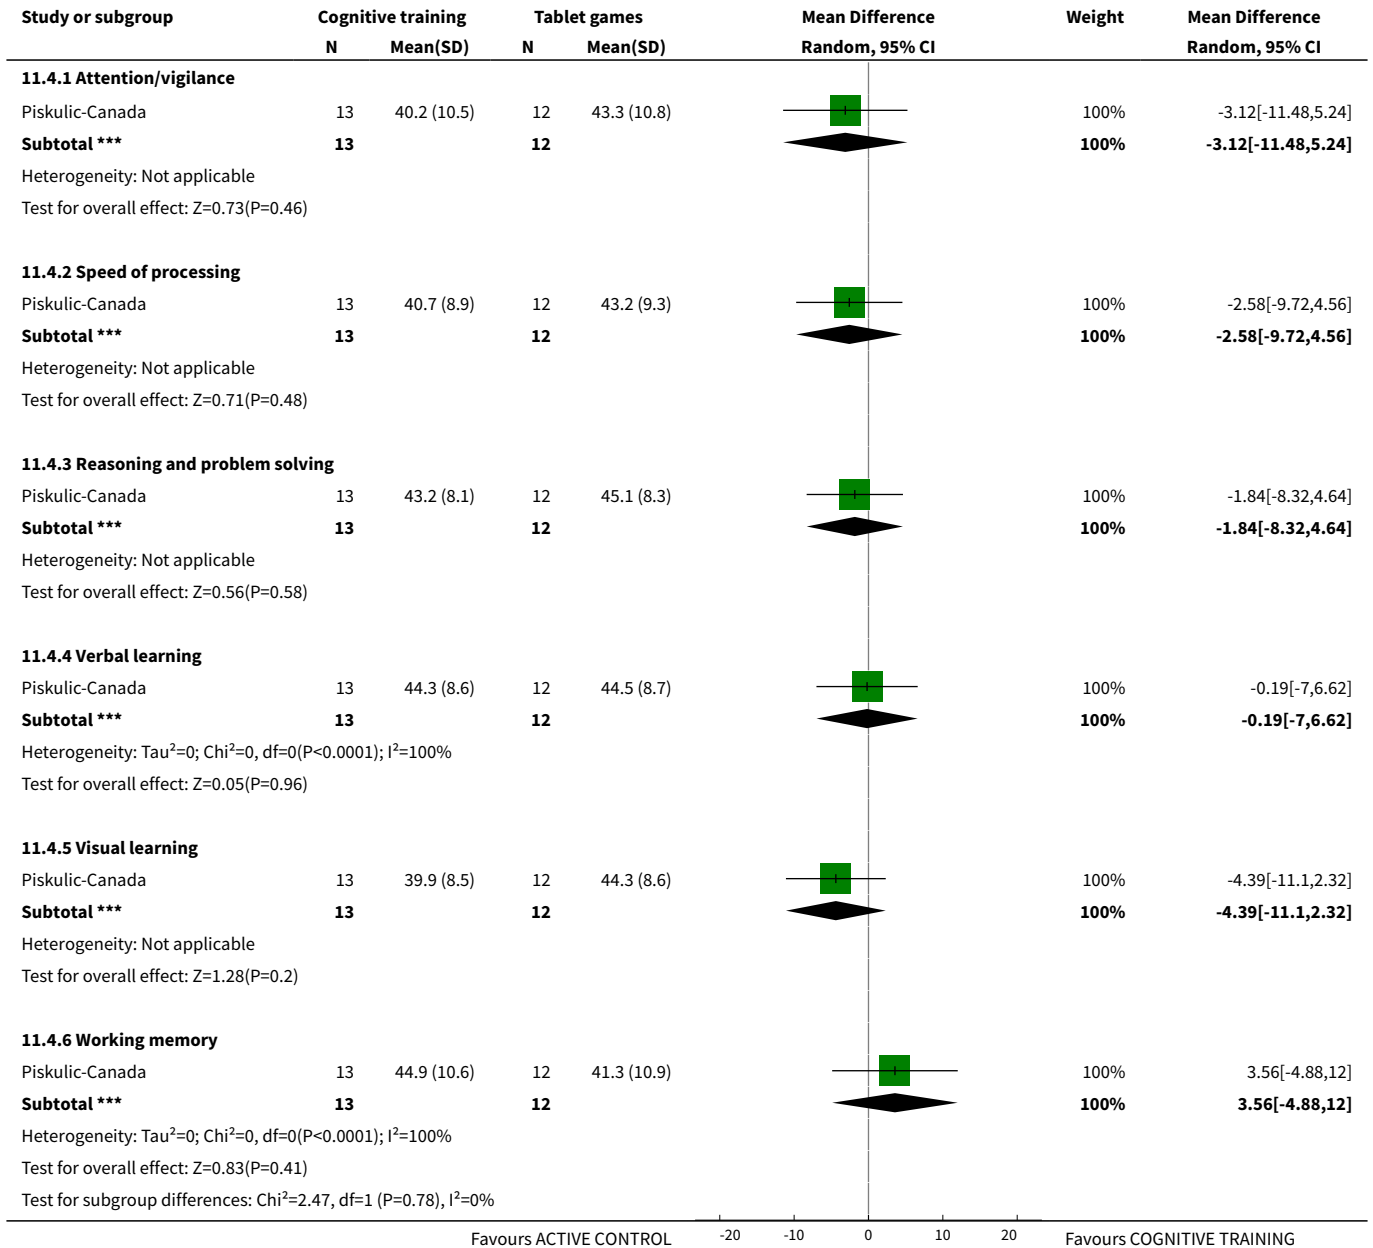 Study or subgroup Cognitive training Tablet games Mean Difference Weight Mean Difference
N Mean(SD) N Mean(SD) Random, 95% CI Random, 95% CI
11.4.1 Attention/vigilance
Piskulic-Canada 13 40.2 (10.5) 12 43.3 (10.8) 100% -3.12[-11.48,5.24]
Subtotal *** 13 12 100% -3.12[-11.48,5.24]
Heterogeneity: Not applicable
Test for overall effect: Z=0.73(P=0.46)
11.4.2 Speed of processing
Piskulic-Canada 13 40.7 (8.9) 12 43.2 (9.3) 100% -2.58[-9.72,4.56]
Subtotal *** 13 12 100% -2.58[-9.72,4.56]
Heterogeneity: Not applicable
Test for overall effect: Z=0.71(P=0.48)
11.4.3 Reasoning and problem solving
Piskulic-Canada 13 43.2 (8.1) 12 45.1 (8.3) 100% -1.84[-8.32,4.64]
Subtotal *** 13 12 100% -1.84[-8.32,4.64]
Heterogeneity: Not applicable
Test for overall effect: Z=0.56(P=0.58)
11.4.4 Verbal learning
Piskulic-Canada 13 44.3 (8.6) 12 44.5 (8.7) 100% -0.19[-7,6.62]
Subtotal *** 13 12 100% -0.19[-7,6.62]
Heterogeneity: Tau²=0; Chi²=0, df=0(P<0.0001); I²=100%
Test for overall effect: Z=0.05(P=0.96)
11.4.5 Visual learning
Piskulic-Canada 13 39.9 (8.5) 12 44.3 (8.6) 100% -4.39[-11.1,2.32]
Subtotal *** 13 12 100% -4.39[-11.1,2.32]
Heterogeneity: Not applicable
Test for overall effect: Z=1.28(P=0.2)
11.4.6 Working memory
Piskulic-Canada 13 44.9 (10.6) 12 41.3 (10.9) 100% 3.56[-4.88,12]
Subtotal *** 13 12 100% 3.56[-4.88,12]
Heterogeneity: Tau²=0; Chi²=0, df=0(P<0.0001); I²=100%
Test for overall effect: Z=0.83(P=0.41)
Test for subgroup differences: Chi²=2.47, df=1 (P=0.78), I²=0%
Favours ACTIVE CONTROL -20 -10 0 10 20 Favours COGNITIVE TRAINING